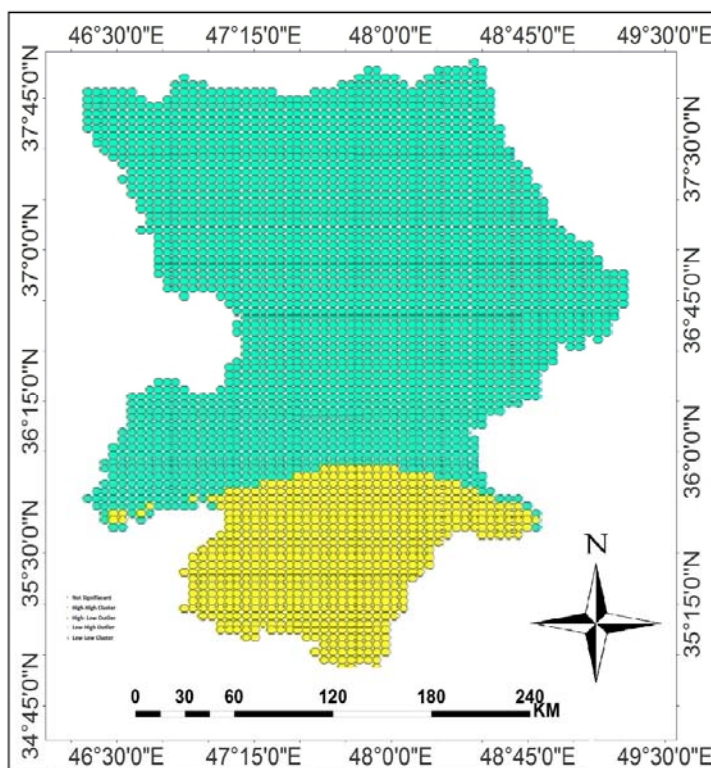 46°30'0"E 47°15'0"E 48°0'0"E 48°45'0"E 49°30'0"E
37°45'0"N
37°30'0"N
37°0'0"N
36°45'0"N
36°15'0"N
36°0'0"N
35°30'0"N
35°15'0"N
34°45'0"N
N
Not Significant
High High Cluster
High- Low Outlier
Low High Outlier
Low Low Cluster
0 30 60 120 180 240
KM
46°30'0"E 47°15'0"E 48°0'0"E 48°45'0"E 49°30'0"E